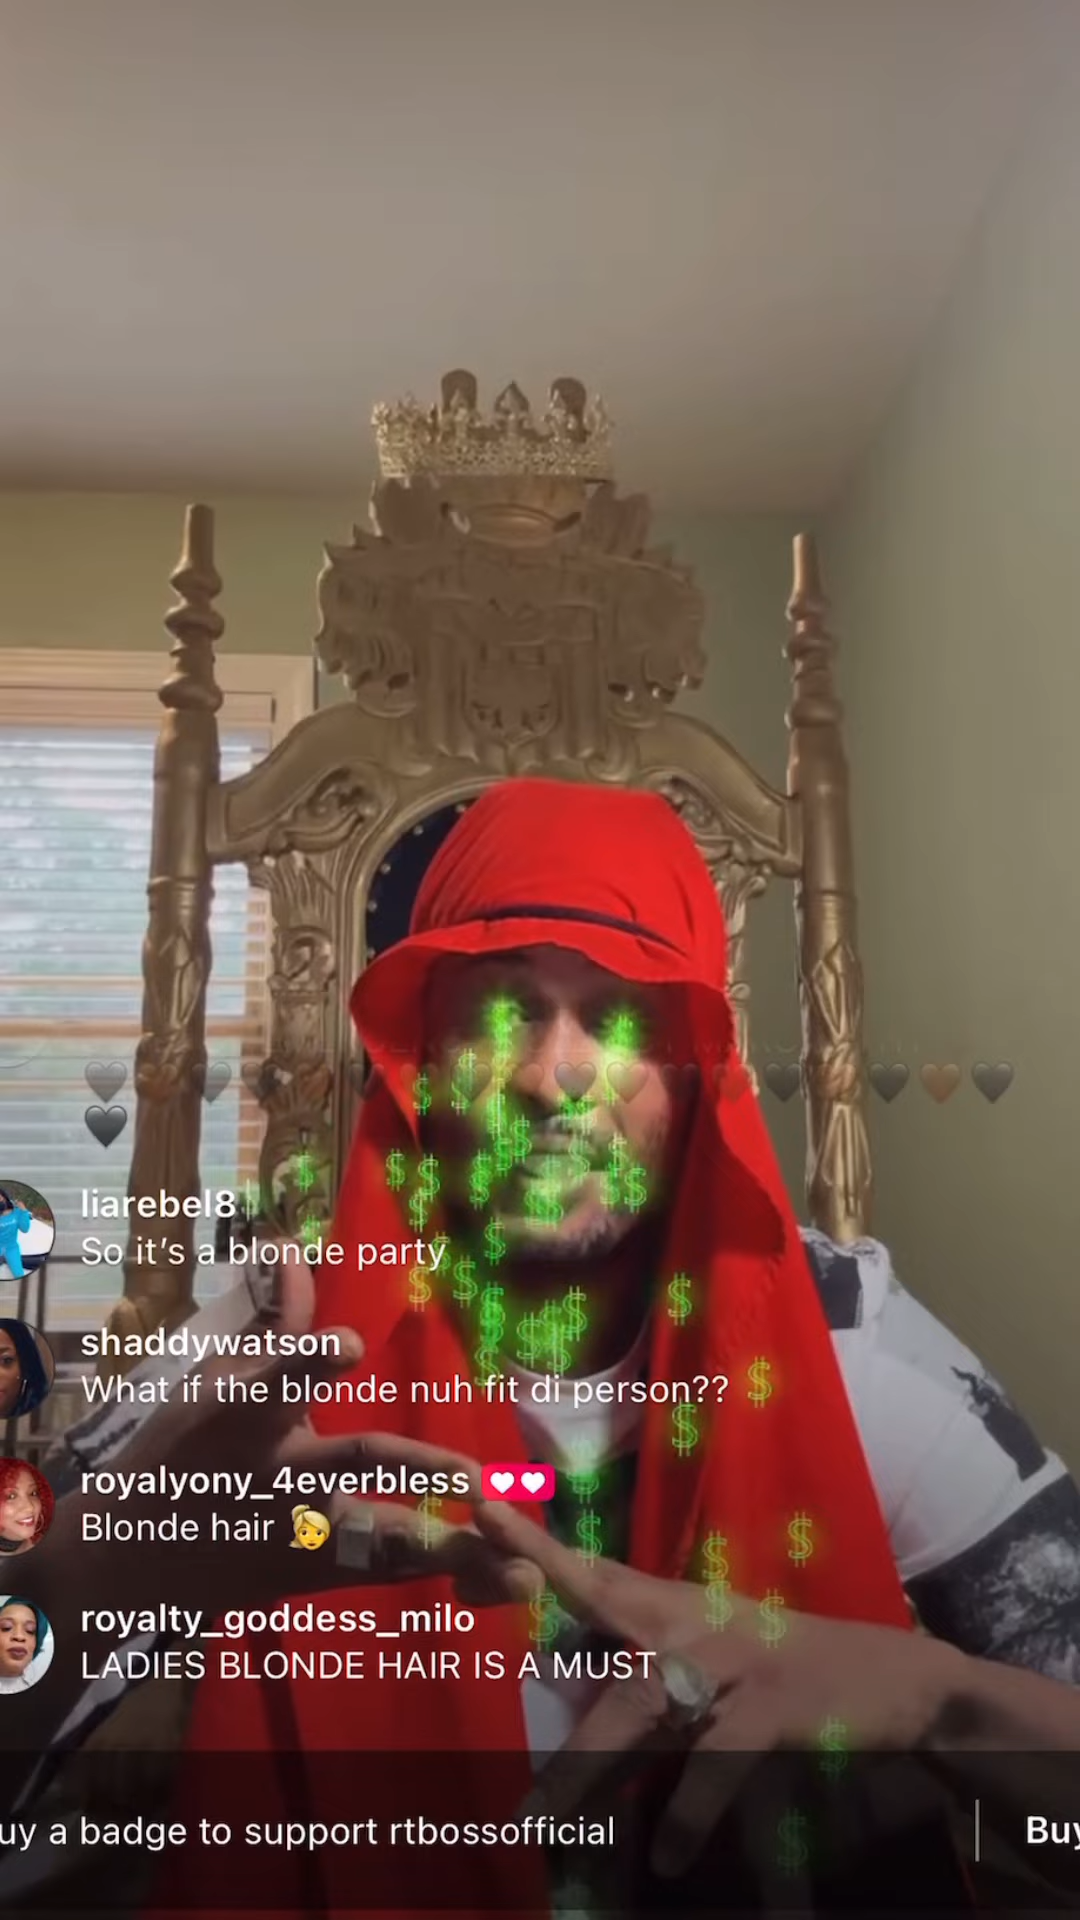 liarebel8
So it's a blonde party
shaddywatson
What if the blonde nuh fit di person??
royalyony_4everbless
Blonde hair 👱‍♀️
royalty_goddess_milo
LADIES BLONDE HAIR IS A MUST
uy a badge to support rtbossofficial
Buy